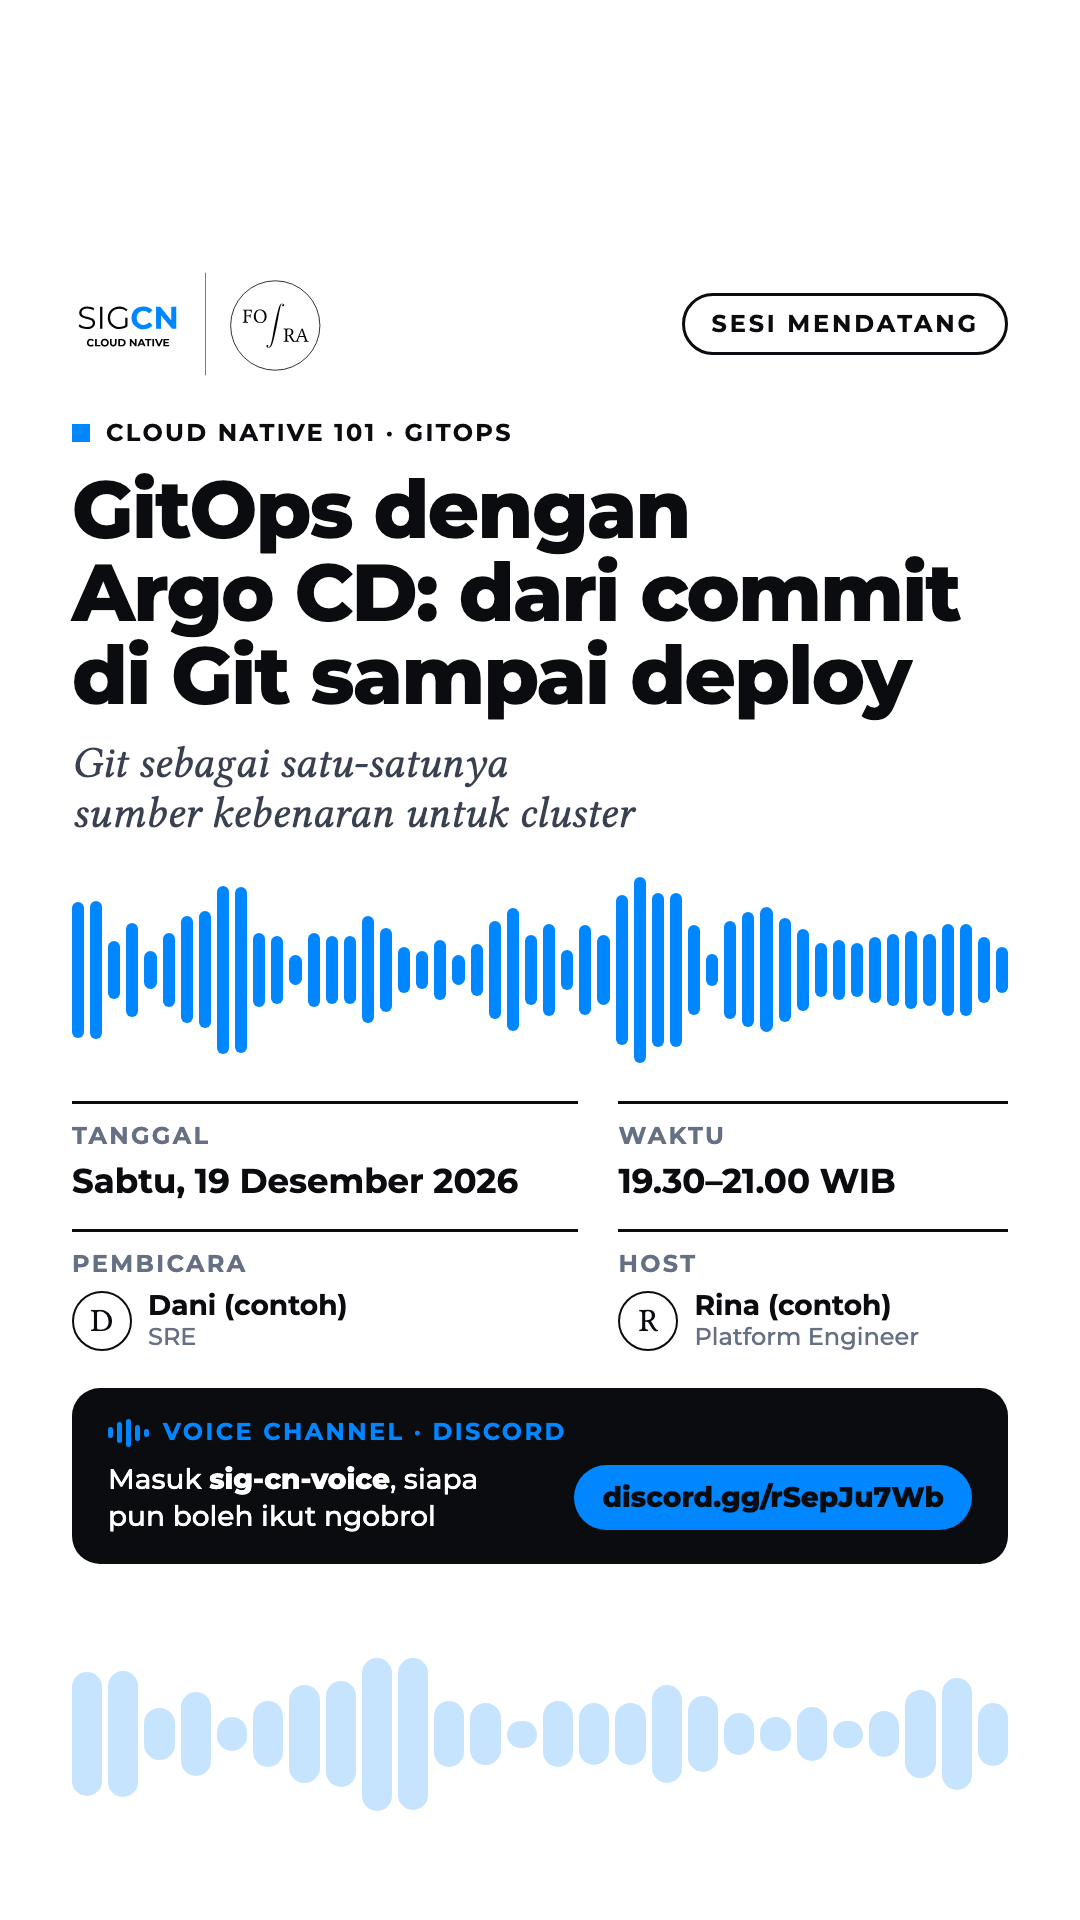 SIGCN
CLOUD NATIVE
FO
RA
SESI MENDATANG
CLOUD NATIVE 101 · GITOPS
GitOps dengan
Argo CD: dari commit
di Git sampai deploy
Git sebagai satu-satunya
sumber kebenaran untuk cluster
TANGGAL
Sabtu, 19 Desember 2026
WAKTU
19.30–21.00 WIB
PEMBICARA
D
Dani (contoh)
SRE
HOST
R
Rina (contoh)
Platform Engineer
VOICE CHANNEL · DISCORD
Masuk sig-cn-voice, siapa
pun boleh ikut ngobrol
discord.gg/rSepJu7Wb